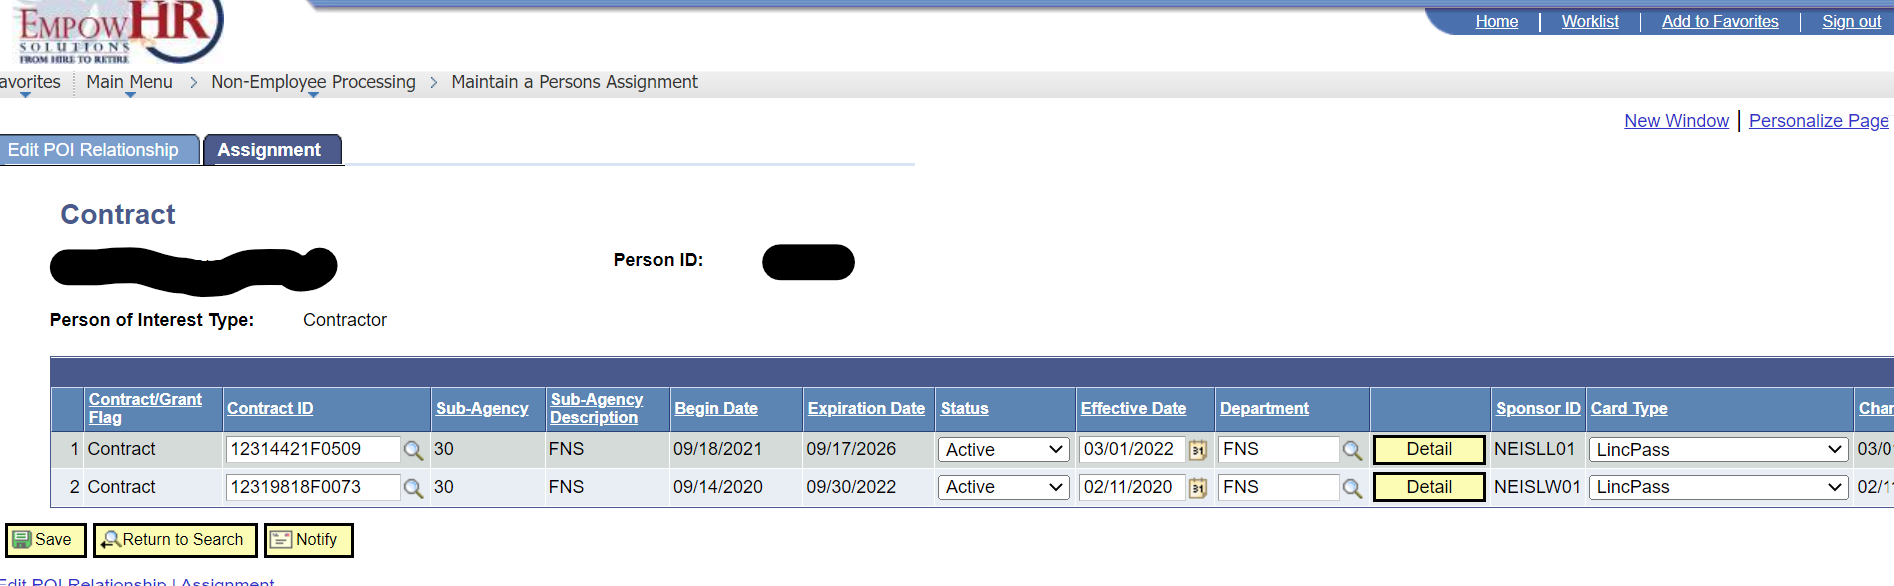 EMPOWHR
SOLUTIONS
FROM HIRE TO RETIRE
Home | Worklist | Add to Favorites | Sign out
avorites Main Menu > Non-Employee Processing > Maintain a Persons Assignment
New Window | Personalize Page
Edit POI Relationship Assignment
Contract
Person ID:
Person of Interest Type: Contractor
Contract/Grant Flag Contract ID Sub-Agency Sub-Agency Description Begin Date Expiration Date Status Effective Date Department Sponsor ID Card Type Char
1 Contract 12314421F0509 30 FNS 09/18/2021 09/17/2026 Active 03/01/2022 31 FNS Detail NEISLL01 LincPass 03/0
2 Contract 12319818F0073 30 FNS 09/14/2020 09/30/2022 Active 02/11/2020 31 FNS Detail NEISLW01 LincPass 02/1
Save Return to Search Notify
Edit POI Relationship | Assignment